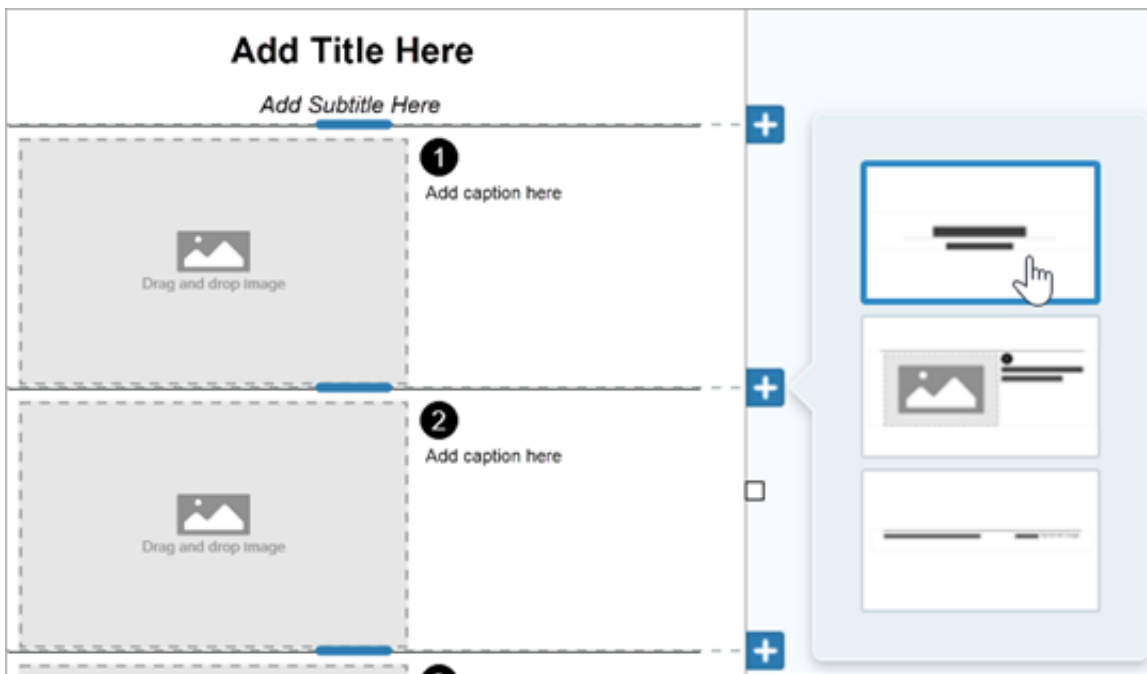 Add Title Here
Add Subtitle Here
1
Add caption here
Drag and drop image
2
Add caption here
Drag and drop image